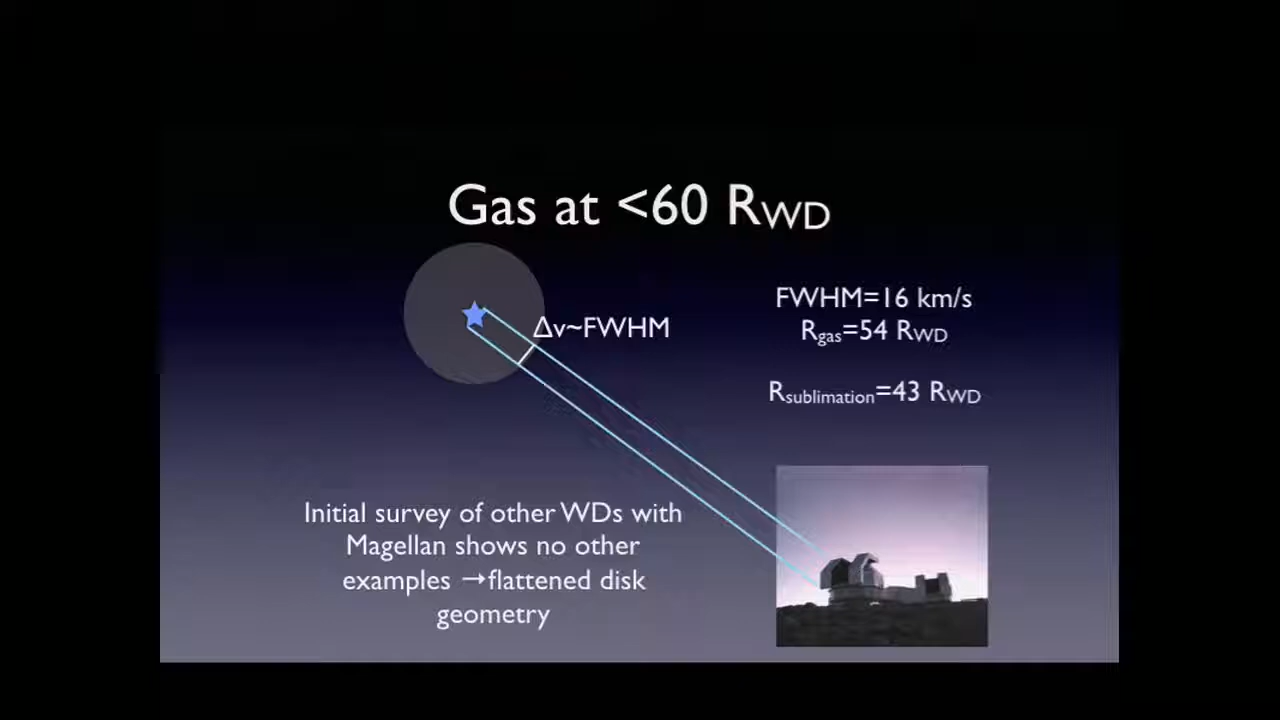 Gas at <60 RWD
Δv~FWHM
FWHM=16 km/s
Rgas=54 RWD
Rsublimation=43 RWD
Initial survey of other WDs with
Magellan shows no other
examples →flattened disk
geometry